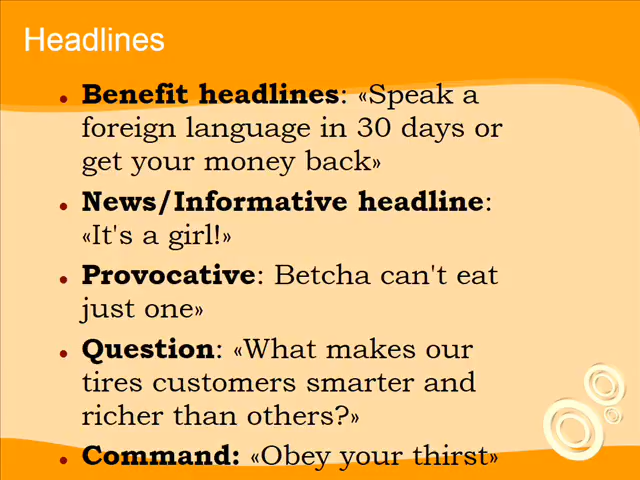 Headlines
• Benefit headlines: «Speak a
foreign language in 30 days or
get your money back»
• News/Informative headline:
«It's a girl!»
• Provocative: Betcha can't eat
just one»
• Question: «What makes our
tires customers smarter and
richer than others?»
• Command: «Obey your thirst»